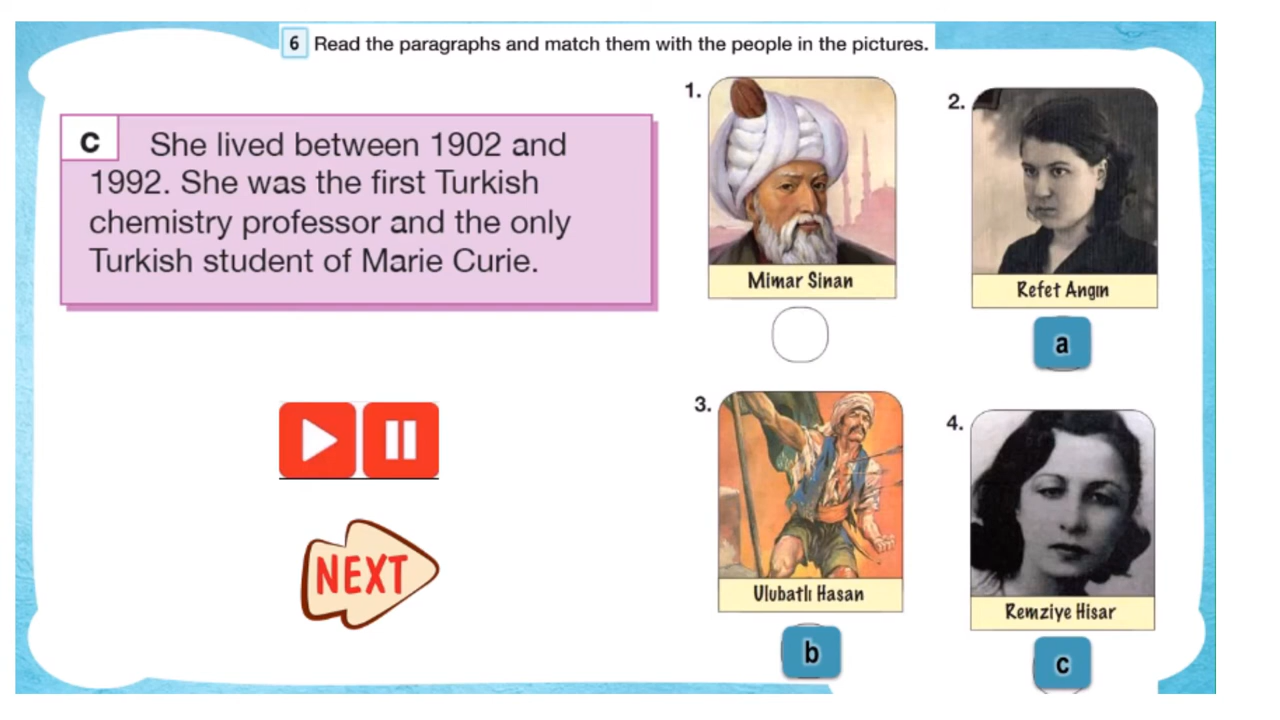 6 Read the paragraphs and match them with the people in the pictures.
C She lived between 1902 and
1992. She was the first Turkish
chemistry professor and the only
Turkish student of Marie Curie.
NEXT
1.
Mimar Sinan
2.
Refet Angın
a
3.
Ulubatlı Hasan
b
4.
Remziye Hisar
c